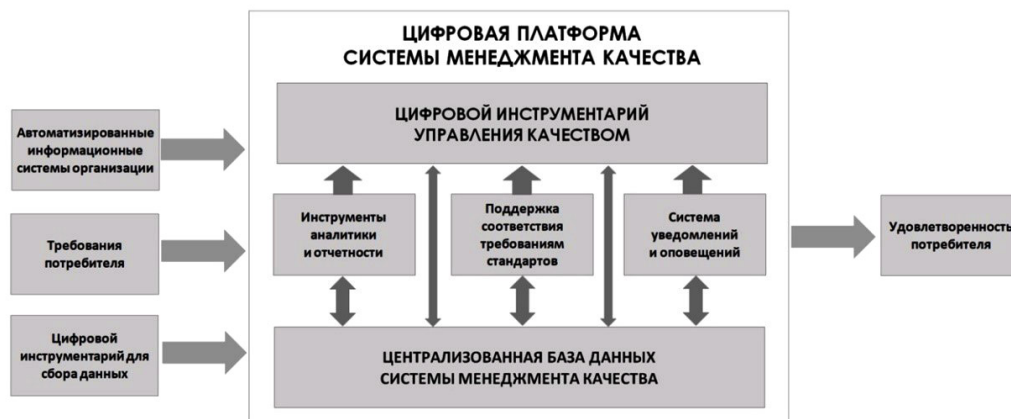 ЦИФРОВАЯ ПЛАТФОРМА
СИСТЕМЫ МЕНЕДЖМЕНТА КАЧЕСТВА
ЦИФРОВОЙ ИНСТРУМЕНТАРИЙ
УПРАВЛЕНИЯ КАЧЕСТВОМ
Автоматизированные
информационные
системы организации
Требования
потребителя
Цифровой
инструментарий для
сбора данных
Инструменты
аналитики
и отчетности
Поддержка
соответствия
требованиям
стандартов
Система
уведомлений
и оповещений
Удовлетворенность
потребителя
ЦЕНТРАЛИЗОВАННАЯ БАЗА ДАННЫХ
СИСТЕМЫ МЕНЕДЖМЕНТА КАЧЕСТВА